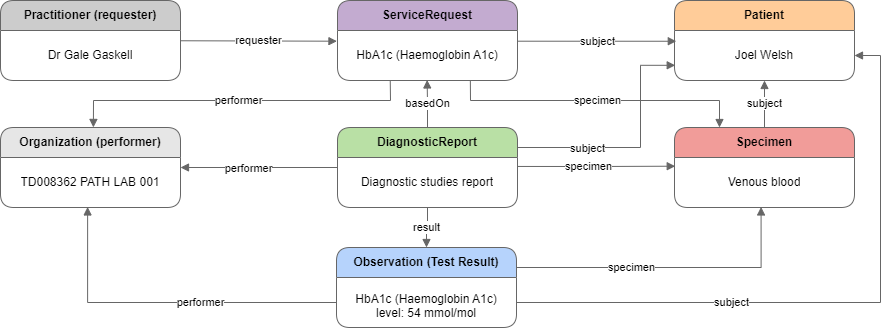 Practitioner (requester)
Dr Gale Gaskell
requester
ServiceRequest
HbA1c (Haemoglobin A1c)
subject
Patient
Joel Welsh
performer
basedOn
specimen
subject
Organization (performer)
TD008362 PATH LAB 001
performer
DiagnosticReport
Diagnostic studies report
subject
specimen
Specimen
Venous blood
result
Observation (Test Result)
HbA1c (Haemoglobin A1c)
level: 54 mmol/mol
specimen
performer
subject